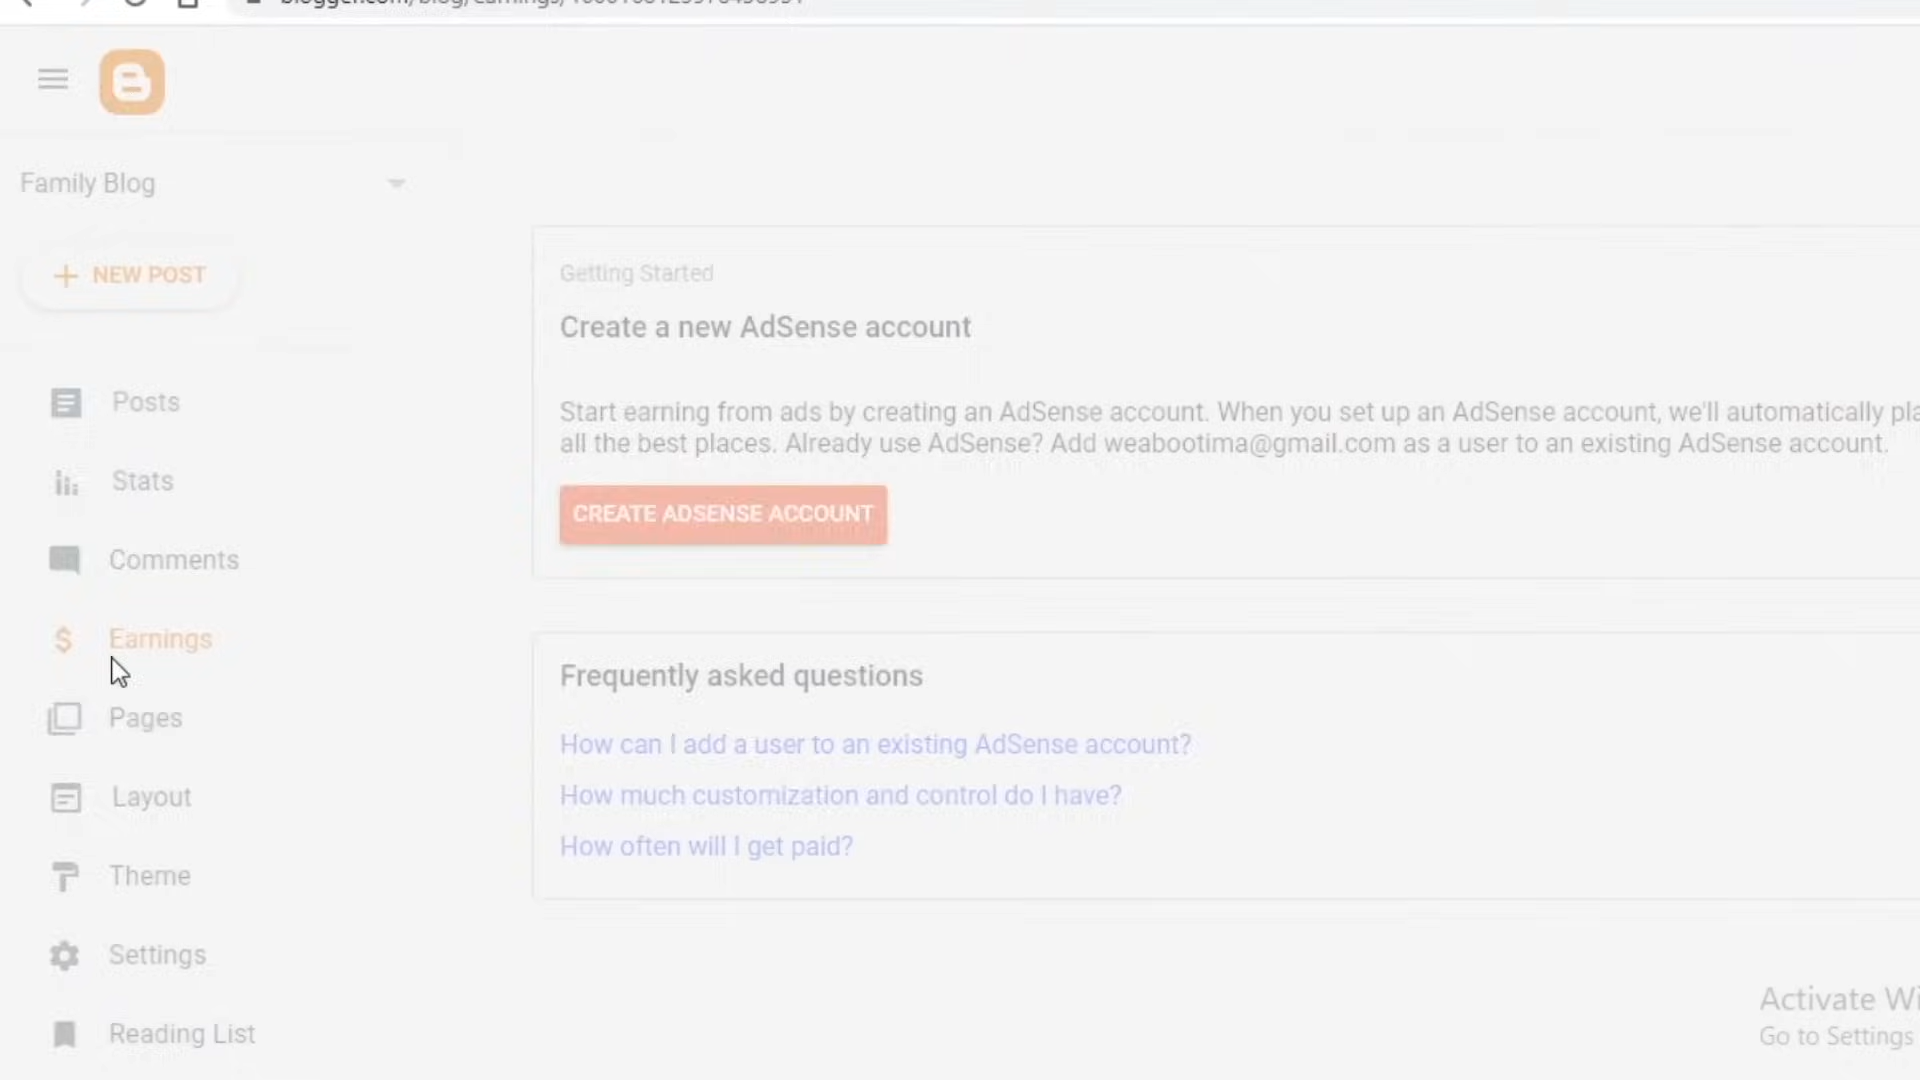 Family Blog
NEW POST
Posts
Stats
Comments
Earnings
Pages
Layout
Theme
Settings
Reading List
Getting Started
Create a new AdSense account
Start earning from ads by creating an AdSense account. When you set up an AdSense account, we'll automatically pla
all the best places. Already use AdSense? Add weabootima@gmail.com as a user to an existing AdSense account.
CREATE ADSENSE ACCOUNT
Frequently asked questions
How can I add a user to an existing AdSense account?
How much customization and control do I have?
How often will I get paid?
Activate Wi
Go to Settings